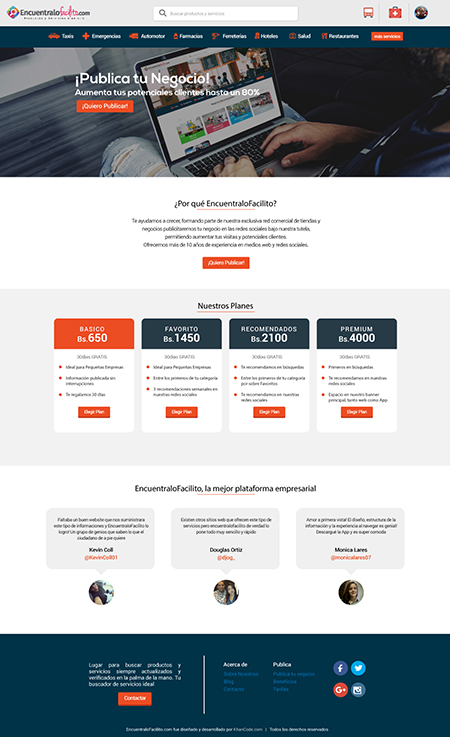 EncuentraloFacilito.com
Buscar productos y servicios
Taxis
Emergencias
Automotor
Farmacias
Ferreterías
Hoteles
Salud
Restaurantes
más servicios
¡Publica tu Negocio!
Aumenta tus potenciales clientes hasta un 80%
¡Quiero Publicar!
¿Por qué EncuentraloFacilito?
Te ayudamos a crecer, formando parte de nuestra exclusiva red comercial de tiendas y
negocios publicitaremos tu negocio en las redes sociales bajo nuestra tutela,
permitiendo aumentar tus visitas y potenciales clientes.
Ofrecemos más de 10 años de experiencia en medios web y redes sociales.
¡Quiero Publicar!
Nuestros Planes
BASICO
Bs.650
30días GRATIS
Ideal para Pequeñas Empresas
Información publicada sin
interrupciones
Te regalamos 30 días
Elegir Plan
FAVORITO
Bs.1450
30días GRATIS
Ideal para Pequeñas Empresas
Entre los primeros de tu categoría
3 recomendaciones semanales en
nuestras redes sociales
Elegir Plan
RECOMENDADOS
Bs.2100
30días GRATIS
Te recomendamos en búsquedas
Entre los primeros de tu categoría
por sobre Favoritos
Te recomendamos en nuestras
redes sociales
Elegir Plan
PREMIUM
Bs.4000
30días GRATIS
Primeros en búsquedas
Te recomendamos en nuestras
redes sociales
Espacio en nuestro banner
principal, tanto web como App
Elegir Plan
EncuentraloFacilito, la mejor plataforma empresarial
Faltaba un buen website que nos suministrara
este tipo de informaciones y EncuentraloFacilito lo
logro! Un grupo de genios que saben lo que el
ciudadano de a pie quiere
Kevin Coll
@KevinColl01
Existen otros sitios web que ofrecen este tipo de
servicios pero encuentralofacilito de verdad lo
pone todo muy sencillo y rápido
Douglas Ortiz
@djog_
Amor a primera vista! El diseño, estructura de la
información y la experiencia al navegar es genial!
Descargué la App y es super comoda
Monica Lares
@monicalares07
Lugar para buscar productos y
servicios siempre actualizados y
verificados en la palma de la mano. Tu
buscador de servicios ideal
Contactar
Acerca de
Sobre Nosotros
Blog
Contacto
Publica
Publica tu negocio
Beneficios
Tarifas
EncuentraloFacilito.com fue diseñado y desarrollado por KhanCode.com | Todos los derechos reservados